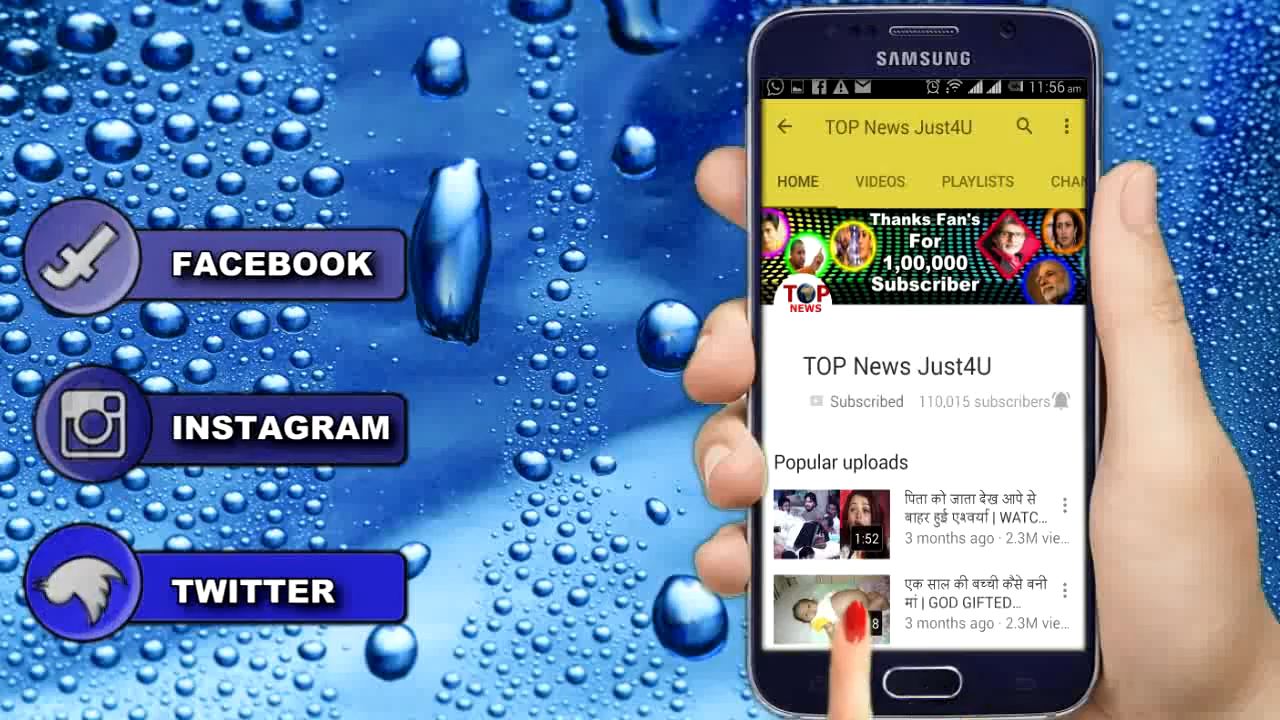 FACEBOOK
INSTAGRAM
TWITTER
SAMSUNG
11:56 am
TOP News Just4U
HOME VIDEOS PLAYLISTS CHAN
Thanks Fan's
For
1,00,000
Subscriber
TOP
NEWS
TOP News Just4U
Subscribed 110,015 subscribers
Popular uploads
1:52
पिता को जाता देख आपे से
बाहर हुई एश्वर्या | WATC...
3 months ago · 2.3M vie...
8
एक साल की बच्ची कैसे बनी
मां | GOD GIFTED...
3 months ago · 2.3M vie...